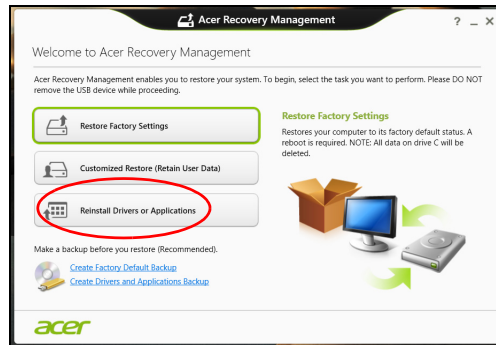 Acer Recovery Management
? _ X
Welcome to Acer Recovery Management
Acer Recovery Management enables you to restore your system. To begin, select the task you want to perform. Please DO NOT
remove the USB device while proceeding.
Restore Factory Settings
Customized Restore (Retain User Data)
Reinstall Drivers or Applications
Restore Factory Settings
Restores your computer to its factory default status. A
reboot is required. NOTE: All data on drive C will be
deleted.
Make a backup before you restore (Recommended).
Create Factory Default Backup
Create Drivers and Applications Backup
acer